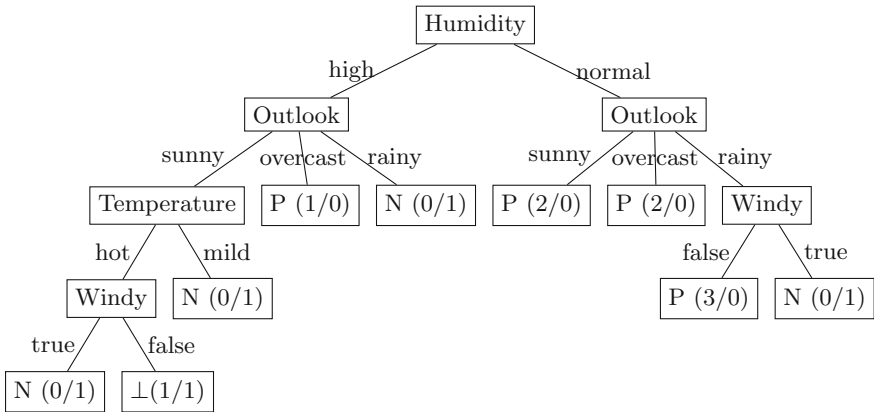 Humidity
high
normal
Outlook
Outlook
sunny
overcast
rainy
sunny
overcast
rainy
Temperature
P (1/0)
N (0/1)
P (2/0)
P (2/0)
Windy
hot
mild
false
true
Windy
N (0/1)
P (3/0)
N (0/1)
true
false
N (0/1)
⊥(1/1)